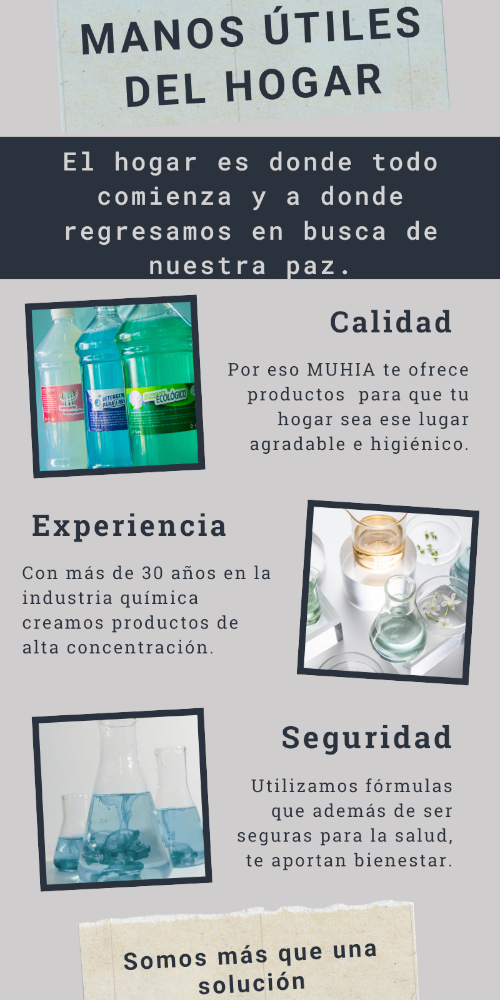 MANOS ÚTILES
DEL HOGAR
El hogar es donde todo
comienza y a donde
regresamos en busca de
nuestra paz.
Calidad
Por eso MUHIA te ofrece
productos para que tu
hogar sea ese lugar
agradable e higiénico.
ECOLÓGICO
Experiencia
Con más de 30 años en la
industria química
creamos productos de
alta concentración.
Seguridad
Utilizamos fórmulas
que además de ser
seguras para la salud,
te aportan bienestar.
Somos más que una
solución